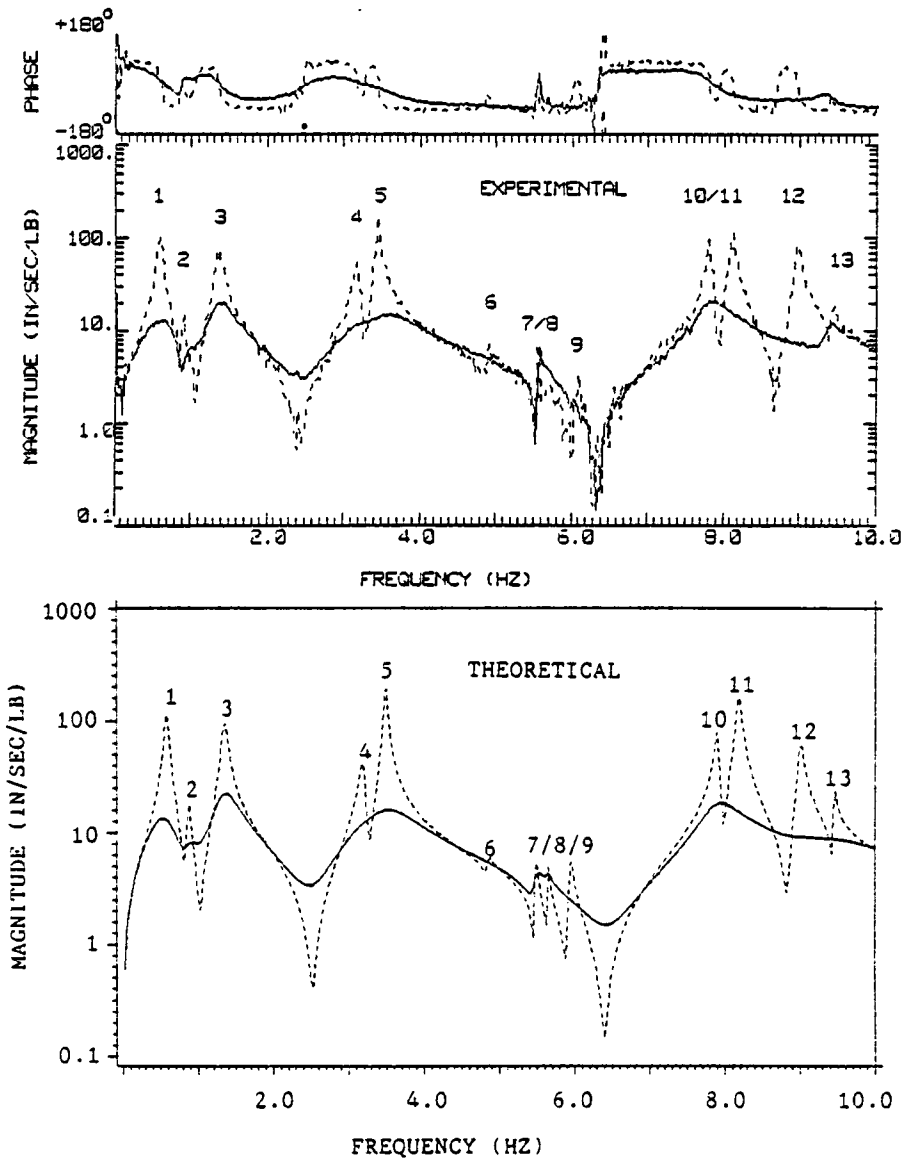 +180°
PHASE
-180°
1000.
EXPERIMENTAL
1 3 4 5 10/11 12
100.
2 13
6
10. 7/8
9
1.0
0.1
MAGNITUDE (IN/SEC/LB)
2.0 4.0 6.0 8.0 10.0
FREQUENCY (HZ)
1000
THEORETICAL
5
1 3 11
100 10
12
4
2 13
10 6 7/8/9
1
0.1
MAGNITUDE (IN/SEC/LB)
2.0 4.0 6.0 8.0 10.0
FREQUENCY (HZ)